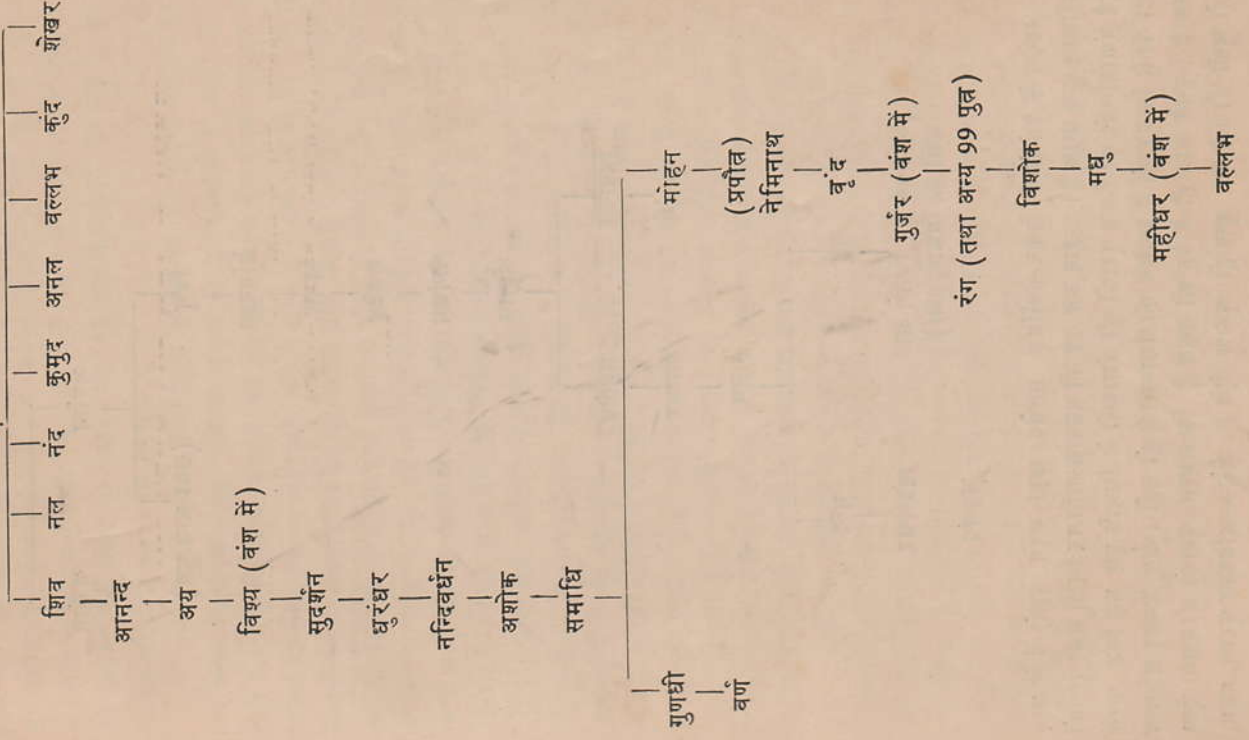 शिव नल नंद कुमुद अनल वल्लभ कुंद शेखर
आनन्द
अय
विश्य (वंश में)
सुदर्शन
धुरंधर
नन्दिवर्धन
अशोक
समाधि
गुणधी मोहन
वर्ण (प्रपौत्र)
नेमिनाथ
वृंद
गुर्जर (वंश में)
रंग (तथा अन्य 99 पुत्र)
विशोक
मधु
महीधर (वंश में)
वल्लभ